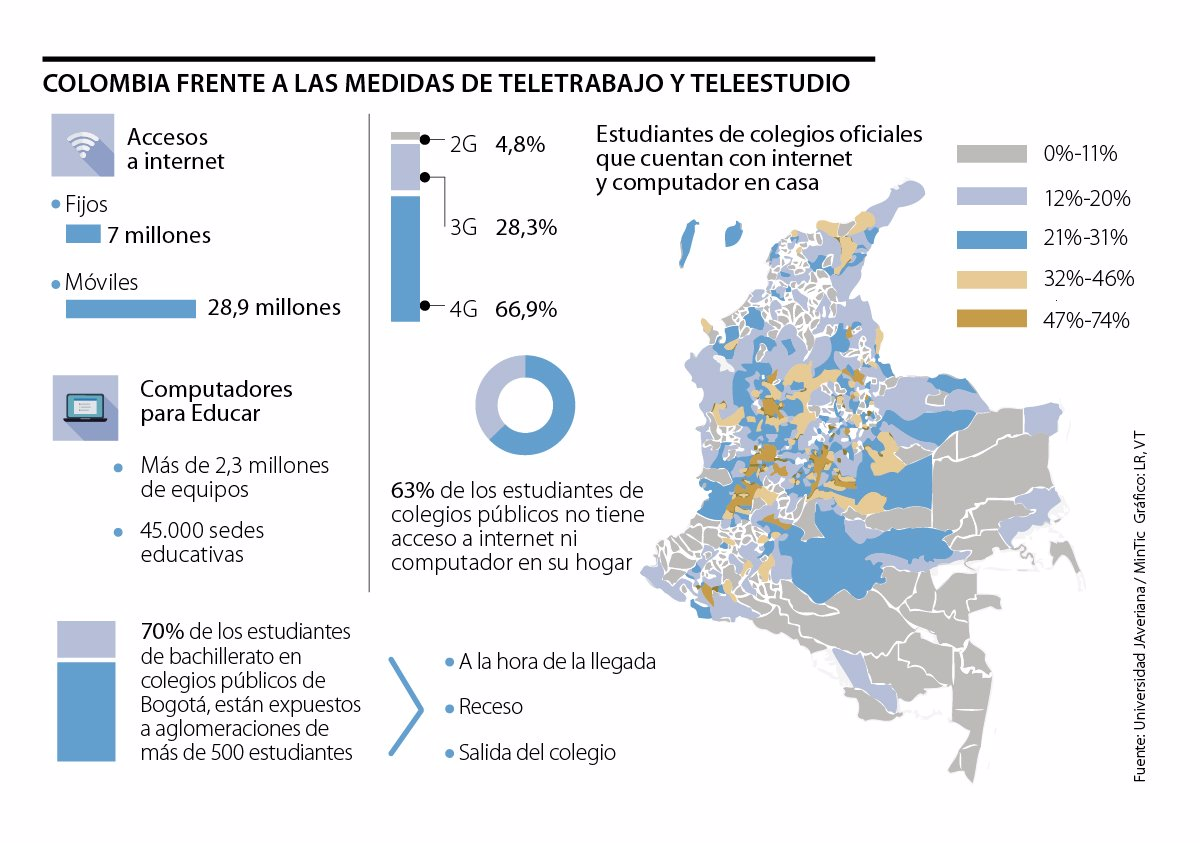 COLOMBIA FRENTE A LAS MEDIDAS DE TELETRABAJO Y TELEESTUDIO
Accesos
a internet
Fijos
7 millones
Móviles
28,9 millones
Computadores
para Educar
Más de 2,3 millones
de equipos
45.000 sedes
educativas
2G 4,8%
3G 28,3%
4G 66,9%
63% de los estudiantes de
colegios públicos no tiene
acceso a internet ni
computador en su hogar
Estudiantes de colegios oficiales
que cuentan con internet
y computador en casa
0%-11%
12%-20%
21%-31%
32%-46%
47%-74%
70% de los estudiantes
de bachillerato en
colegios públicos de
Bogotá, están expuestos
a aglomeraciones de
más de 500 estudiantes
A la hora de la llegada
Receso
Salida del colegio
Fuente: Universidad JAveriana / MinTic Gráfico: LR, VT